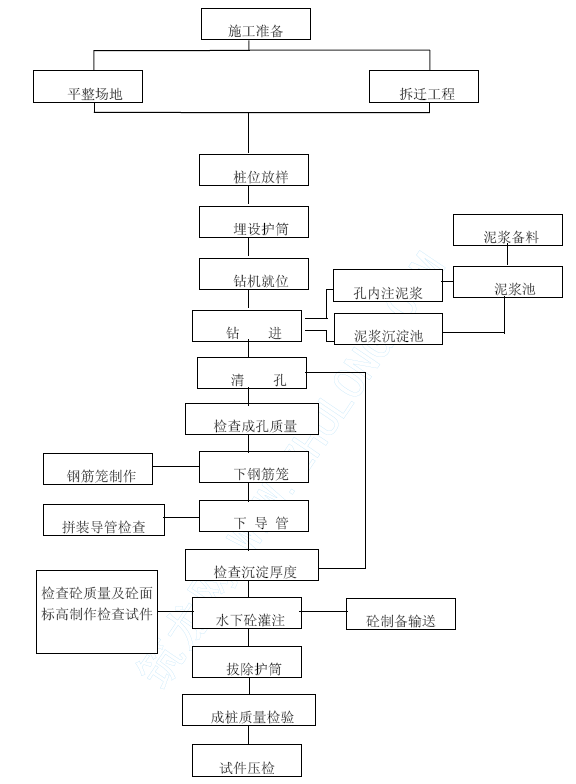 施工准备
平整场地
拆迁工程
桩位放样
埋设护筒
泥浆备料
钻机就位
孔内注泥浆
泥浆池
钻 进
泥浆沉淀池
清 孔
检查成孔质量
钢筋笼制作
下钢筋笼
拼装导管检查
下 导 管
检查沉淀厚度
检查砼质量及砼面
标高制作检查试件
水下砼灌注
砼制备输送
拔除护筒
成桩质量检验
试件压检